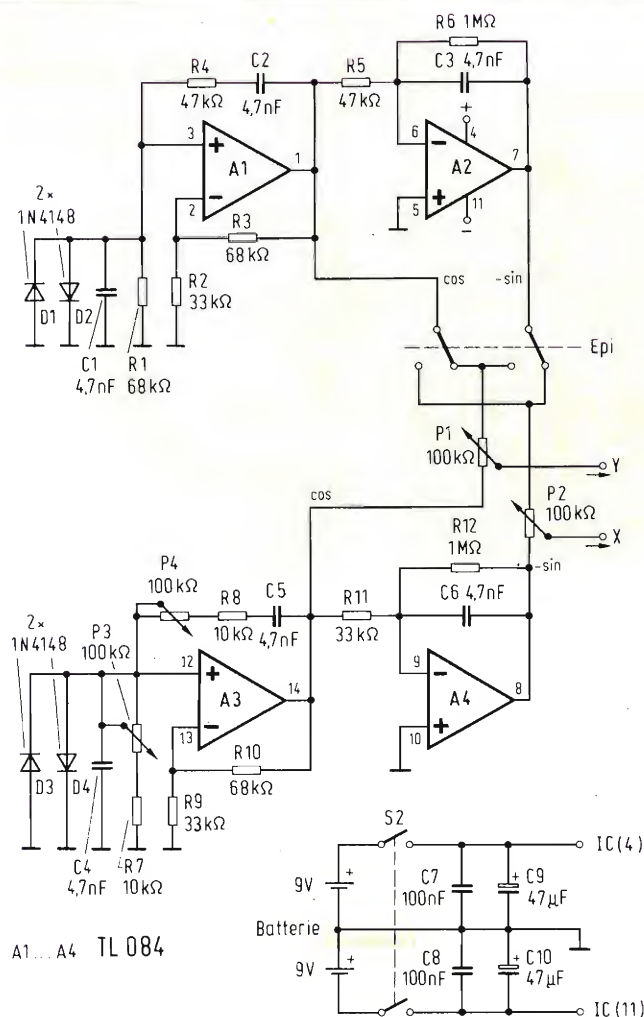 R6 1MΩ
R4
47kΩ
C2
4,7nF
R5
47kΩ
C3 4,7nF
3
+
A1
1
2
−
6
−
+
4
A2
7
5
+
11
−
2×
1N4148
R3
68kΩ
R2
33kΩ
D1
D2
C1
4,7nF
R1
68kΩ
cos
-sin
Epi
P1
100kΩ
Y
P2
100kΩ
X
cos
R12
1MΩ
-sin
P4
100kΩ
R8
10kΩ
C5
4,7nF
R11
33kΩ
C6 4,7nF
2×
1N4148
P3
100kΩ
12
+
A3
14
13
−
9
−
A4
8
10
+
R10
68kΩ
R9
33kΩ
D3
D4
C4
4,7nF
R7
10kΩ
S2
IC(4)
9V
+
C7
100nF
+
C9
47µF
Batterie
9V
+
C8
100nF
+
C10
47µF
IC(11)
A1...A4 TL084